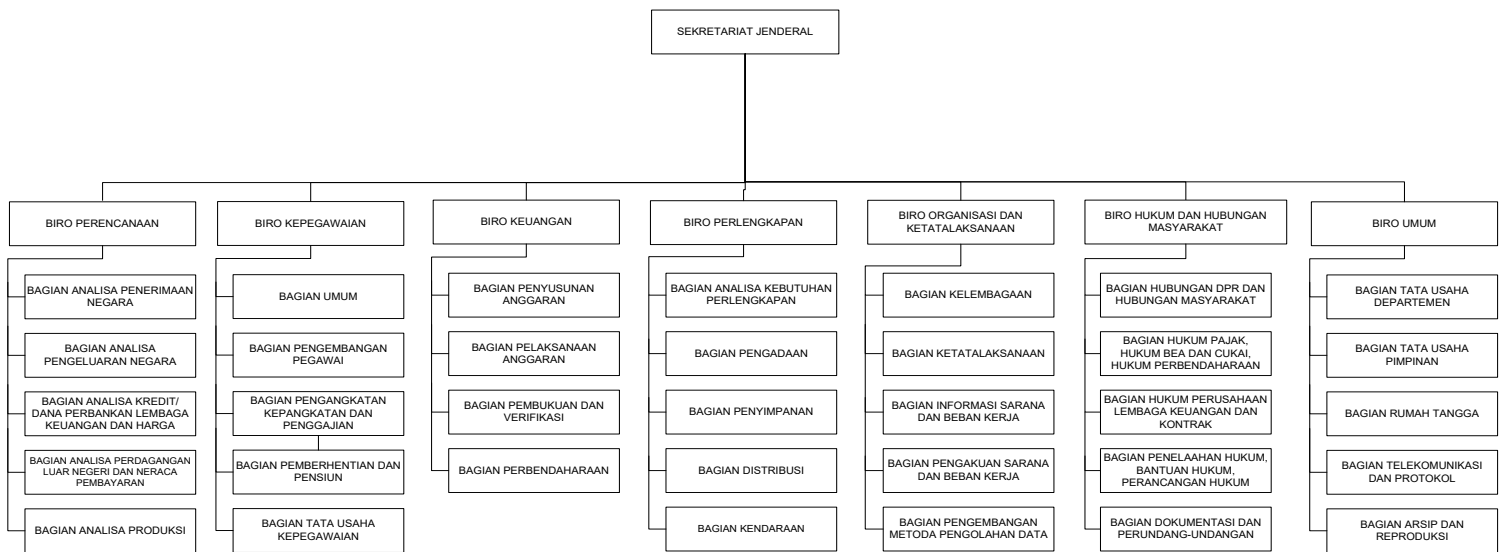 SEKRETARIAT JENDERAL
BIRO PERENCANAAN
BAGIAN ANALISA PENERIMAAN
NEGARA
BAGIAN ANALISA
PENGELUARAN NEGARA
BAGIAN ANALISA KREDIT/
DANA PERBANKAN LEMBAGA
KEUANGAN DAN HARGA
BAGIAN ANALISA PERDAGANGAN
LUAR NEGERI DAN NERACA
PEMBAYARAN
BAGIAN ANALISA PRODUKSI
BIRO KEPEGAWAIAN
BAGIAN UMUM
BAGIAN PENGEMBANGAN
PEGAWAI
BAGIAN PENGANGKATAN
KEPANGKATAN DAN
PENGGAJIAN
BAGIAN PEMBERHENTIAN DAN
PENSIUN
BAGIAN TATA USAHA
KEPEGAWAIAN
BIRO KEUANGAN
BAGIAN PENYUSUNAN
ANGGARAN
BAGIAN PELAKSANAAN
ANGGARAN
BAGIAN PEMBUKUAN DAN
VERIFIKASI
BAGIAN PERBENDAHARAAN
BIRO PERLENGKAPAN
BAGIAN ANALISA KEBUTUHAN
PERLENGKAPAN
BAGIAN PENGADAAN
BAGIAN PENYIMPANAN
BAGIAN DISTRIBUSI
BAGIAN KENDARAAN
BIRO ORGANISASI DAN
KETATALAKSANAAN
BAGIAN KELEMBAGAAN
BAGIAN KETATALAKSANAAN
BAGIAN INFORMASI SARANA
DAN BEBAN KERJA
BAGIAN PENGAKUAN SARANA
DAN BEBAN KERJA
BAGIAN PENGEMBANGAN
METODA PENGOLAHAN DATA
BIRO HUKUM DAN HUBUNGAN
MASYARAKAT
BAGIAN HUBUNGAN DPR DAN
HUBUNGAN MASYARAKAT
BAGIAN HUKUM PAJAK,
HUKUM BEA DAN CUKAI,
HUKUM PERBENDAHARAAN
BAGIAN HUKUM PERUSAHAAN
LEMBAGA KEUANGAN DAN
KONTRAK
BAGIAN PENELAAHAN HUKUM,
BANTUAN HUKUM,
PERANCANGAN HUKUM
BAGIAN DOKUMENTASI DAN
PERUNDANG-UNDANGAN
BIRO UMUM
BAGIAN TATA USAHA
DEPARTEMEN
BAGIAN TATA USAHA
PIMPINAN
BAGIAN RUMAH TANGGA
BAGIAN TELEKOMUNIKASI
DAN PROTOKOL
BAGIAN ARSIP DAN
REPRODUKSI